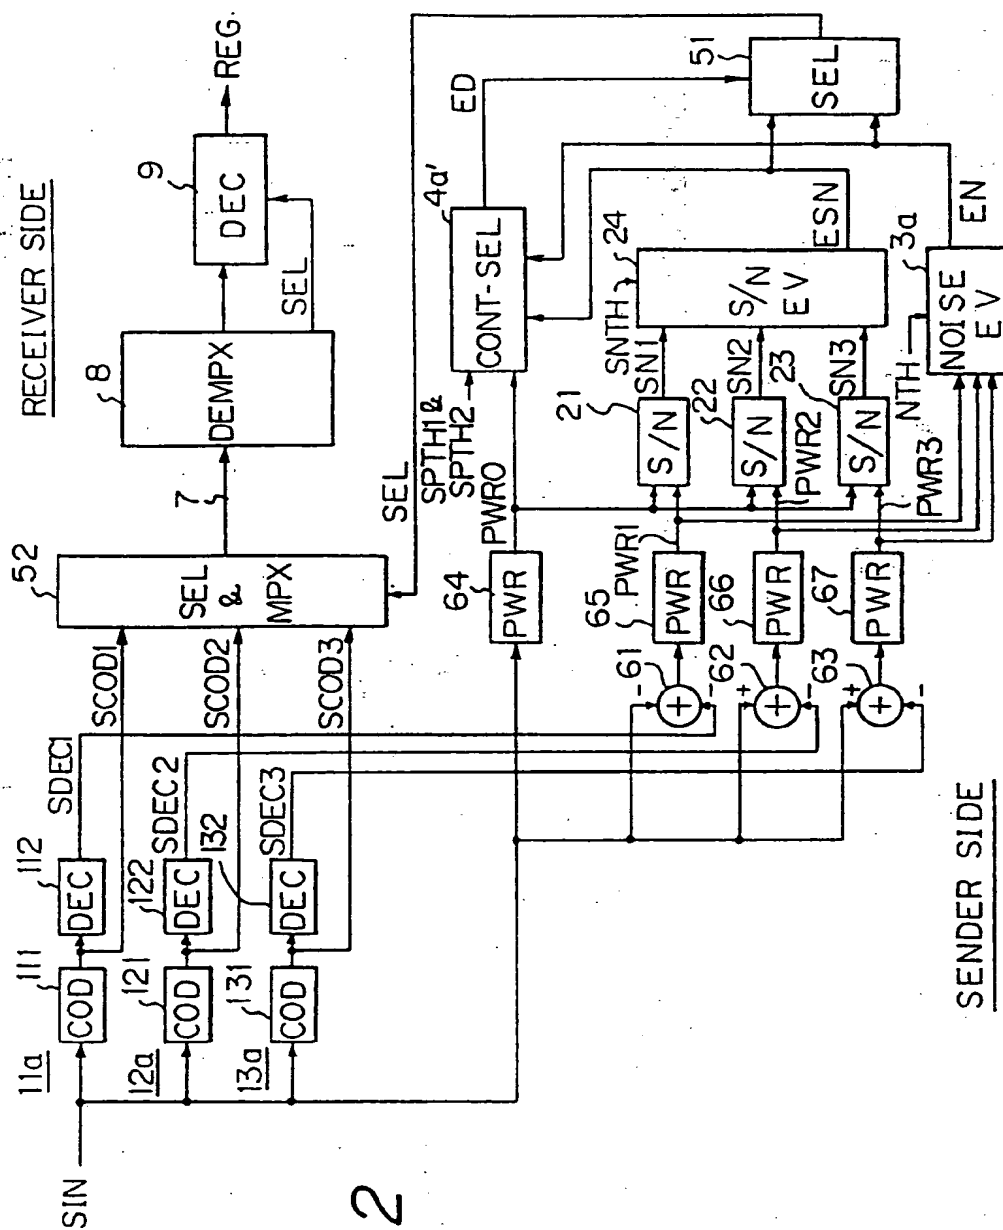 RECEIVER SIDE
SIN
11a
111
COD
112
DEC
SDEC1
SCOD1
12a
121
COD
122
DEC
SDEC2
SCOD2
13a
131
COD
132
DEC
SDEC3
SCOD3
52
SEL
&
MPX
7
8
DEMPX
SEL
9
DEC
REG.
SEL
64
PWR
PWR0
SPTH1 &
SPTH2
4a'
CONT-SEL
ED
51
SEL
61
+
-
-
65
PWR
PWR1
21
S/N
SN1
62
+
+
-
66
PWR
PWR2
22
S/N
SN2
63
+
+
-
67
PWR
PWR3
23
S/N
SN3
SNTH
24
S/N
EV
ESN
NTH
3a
NOISE
EV
EN
SENDER SIDE
2